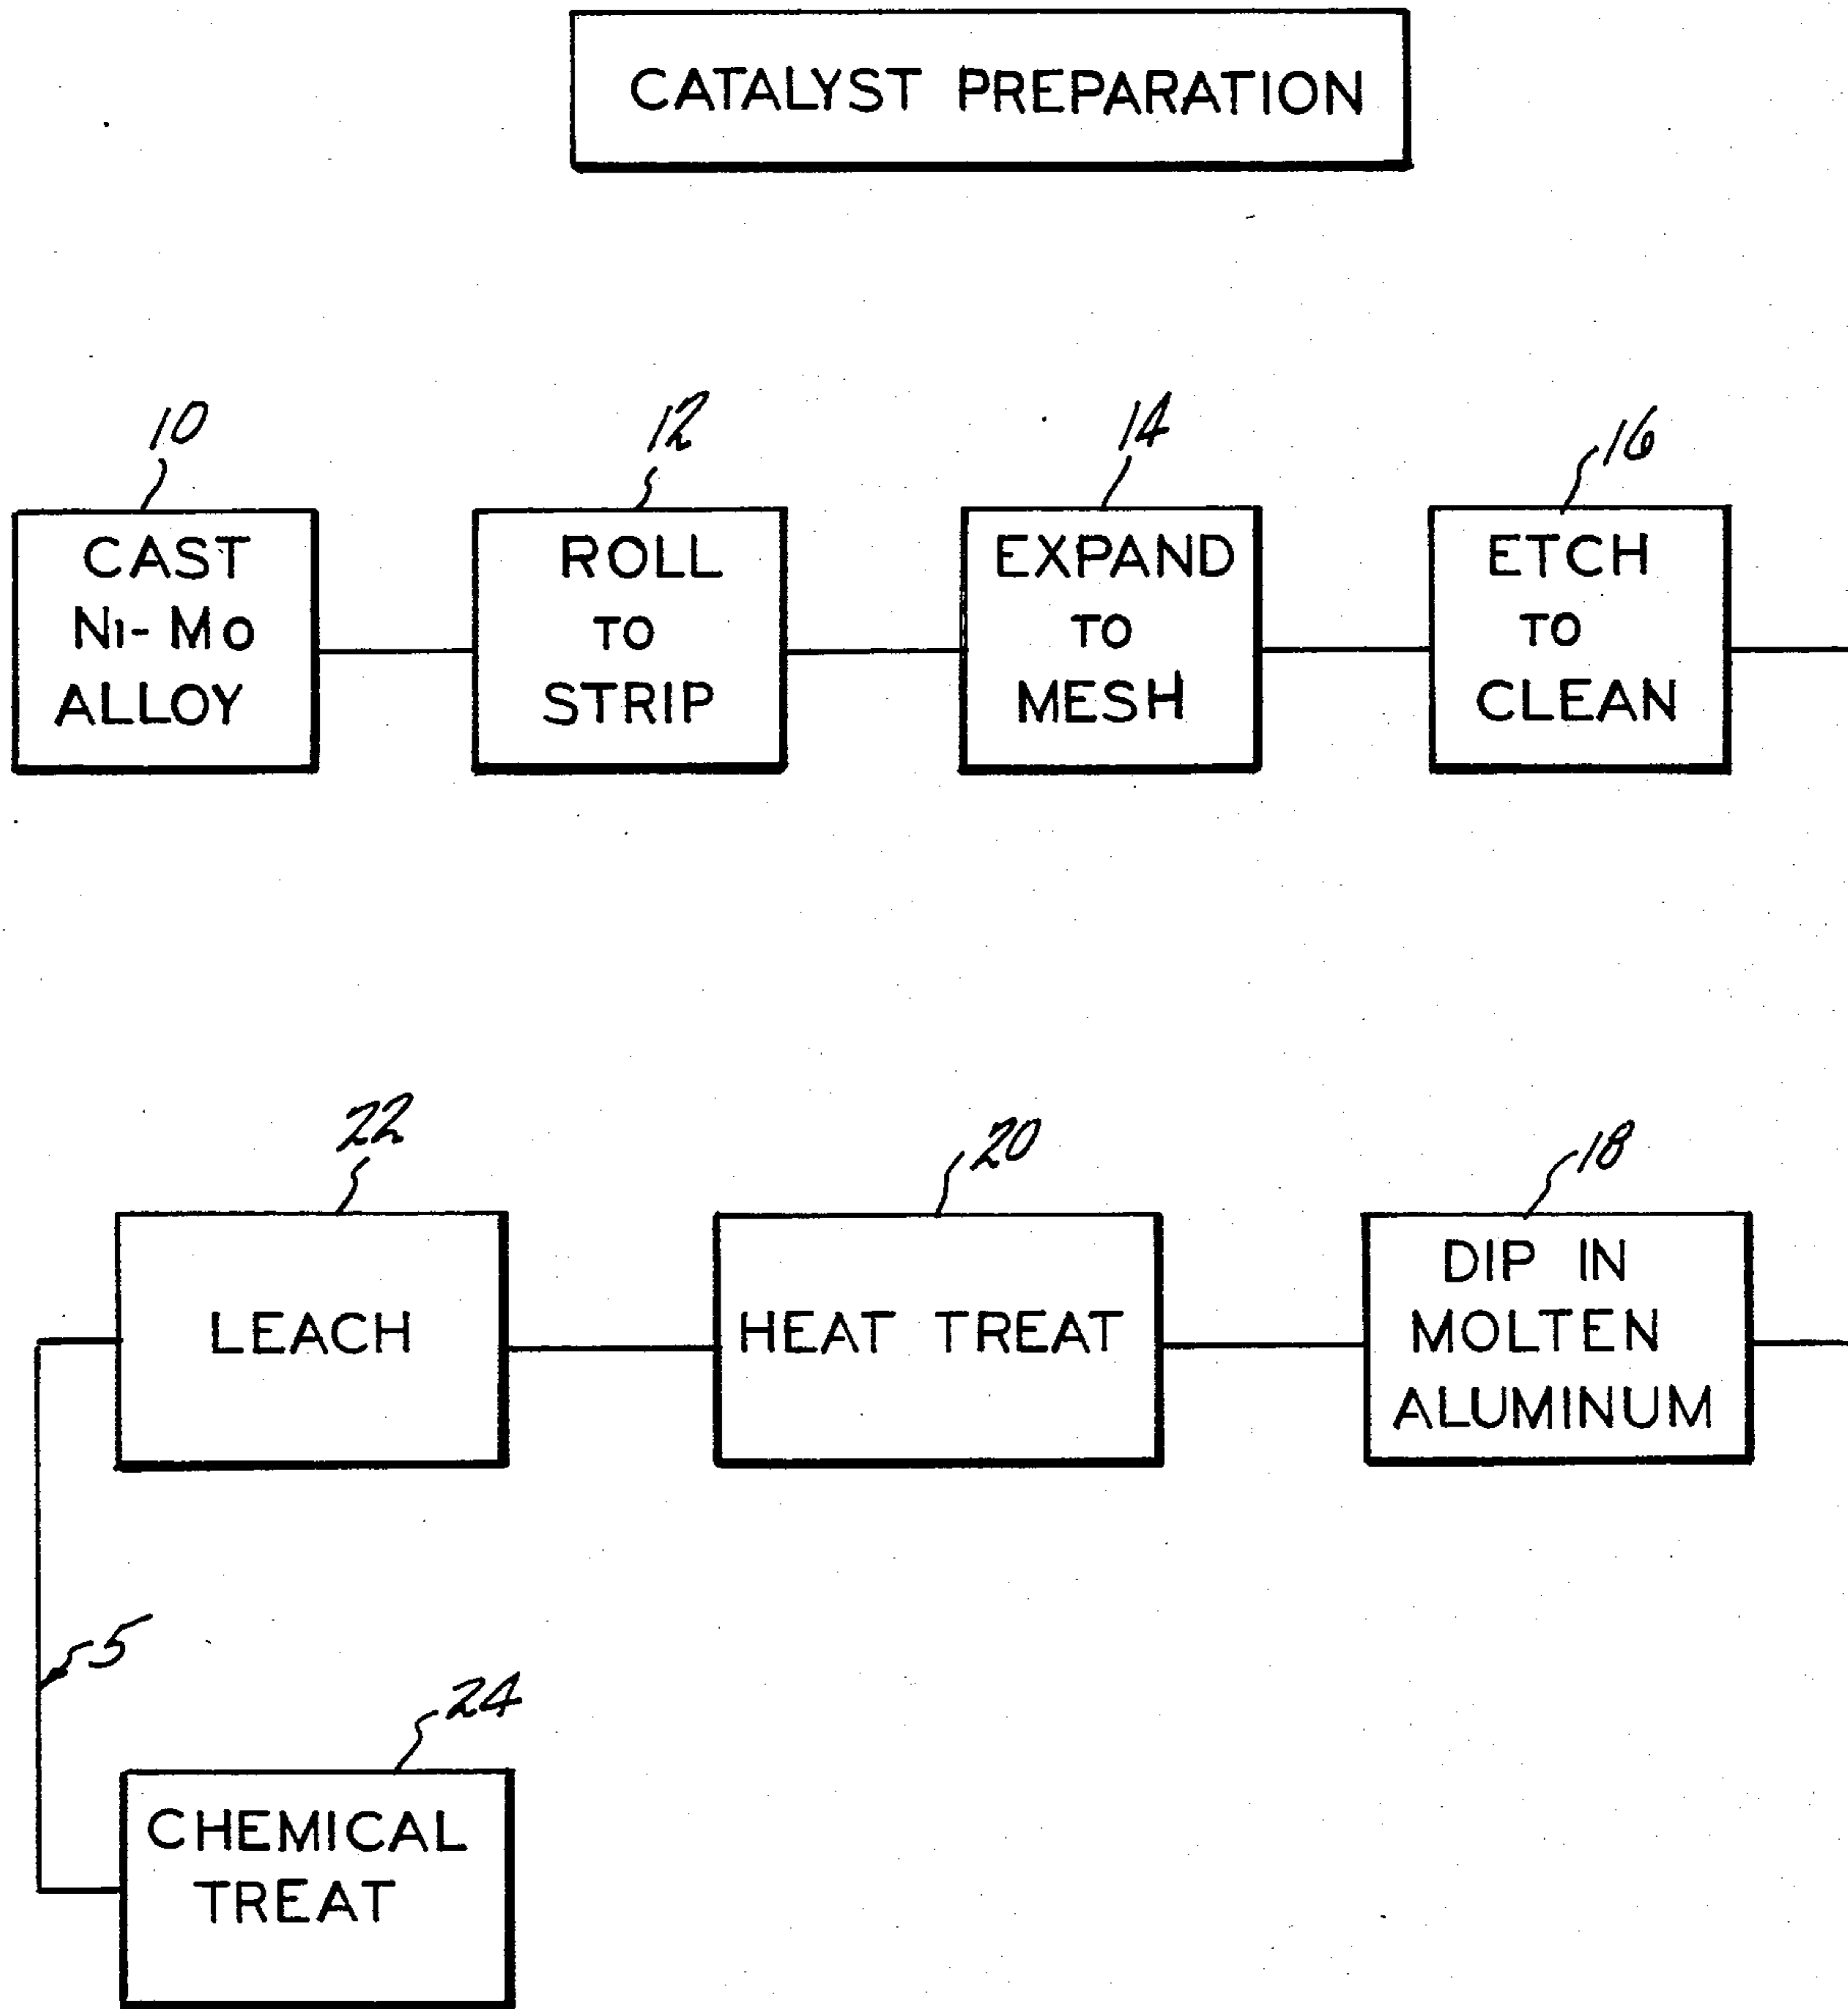 CATALYST PREPARATION
10
12
14
16
CAST
Ni-Mo
ALLOY
ROLL
TO
STRIP
EXPAND
TO
MESH
ETCH
TO
CLEAN
22
20
18
LEACH
HEAT TREAT
DIP IN
MOLTEN
ALUMINUM
5
24
CHEMICAL
TREAT